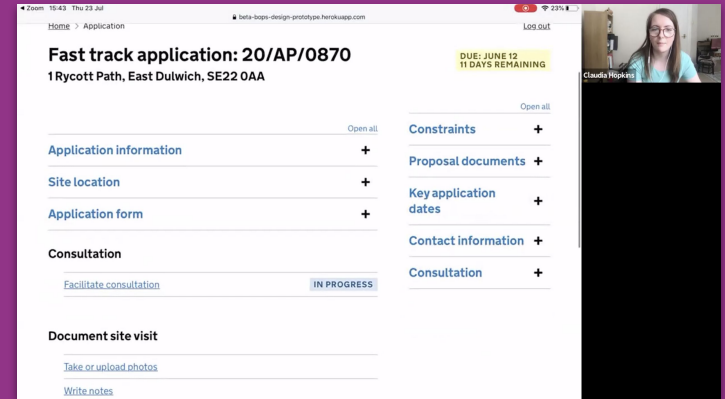 ◄ Zoom 15:43 Thu 23 Jul
23%
beta-bops-design-prototype.herokuapp.com
Home > Application
Log out
Fast track application: 20/AP/0870
1 Rycott Path, East Dulwich, SE22 0AA
DUE: JUNE 12
11 DAYS REMAINING
Open all
Application information +
Site location +
Application form +
Consultation
Facilitate consultation IN PROGRESS
Document site visit
Take or upload photos
Write notes
Open all
Constraints +
Proposal documents +
Key application
dates +
Contact information +
Consultation +
Claudia Hopkins